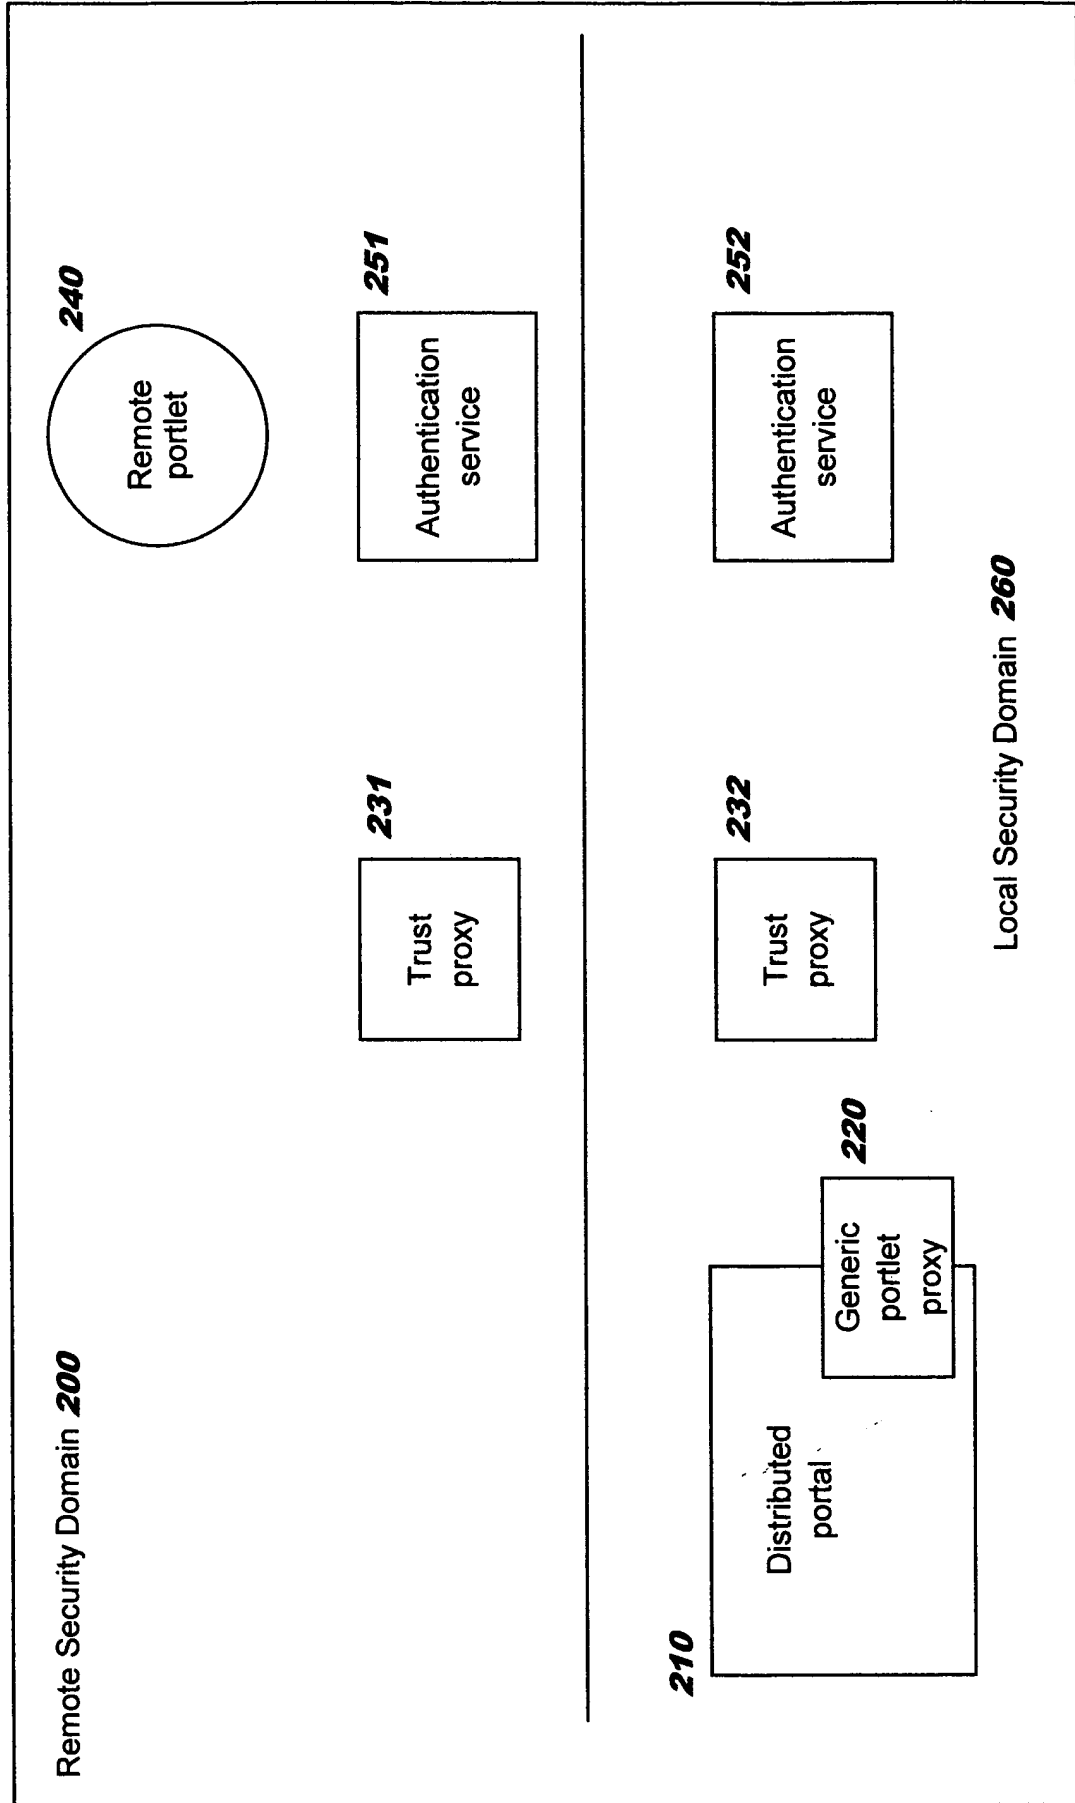 Remote Security Domain 200
Remote
portlet
240
Trust
proxy
231
Authentication
service
251
210
Distributed
portal
Generic
portlet
proxy
220
Trust
proxy
232
Authentication
service
252
Local Security Domain 260